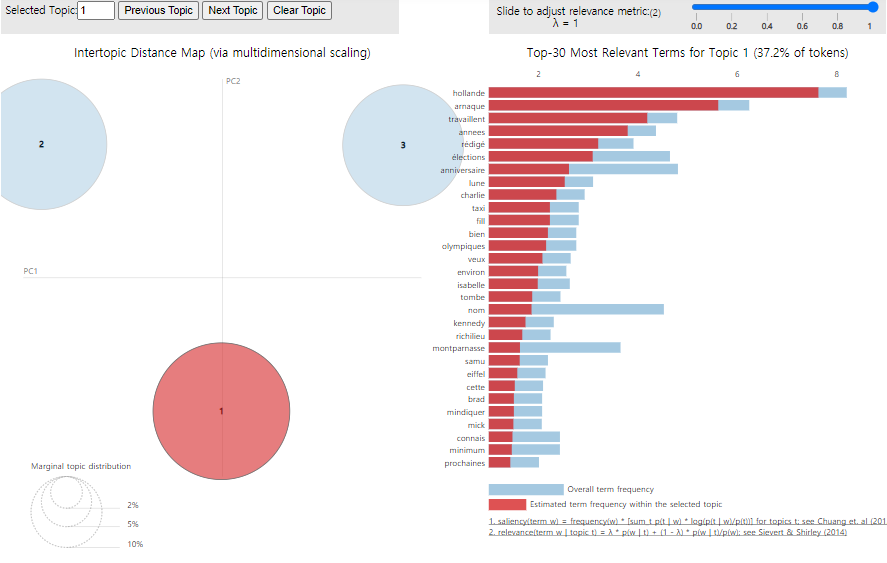 Selected Topic: 1 Previous Topic Next Topic Clear Topic
Slide to adjust relevance metric:(2)
λ = 1
0.0 0.2 0.4 0.6 0.8 1
Intertopic Distance Map (via multidimensional scaling)
PC2
PC1
2
3
1
Marginal topic distribution
2%
5%
10%
Top-30 Most Relevant Terms for Topic 1 (37.2% of tokens)
2 4 6 8
hollande
arnaque
travaillent
annees
rédigé
élections
anniversaire
lune
charlie
taxi
fill
bien
olympiques
veux
environ
isabelle
tombe
nom
kennedy
richilieu
montparnasse
samu
eiffel
cette
brad
mindiquer
mick
connais
minimum
prochaines
Overall term frequency
Estimated term frequency within the selected topic
1. saliency(term w) = frequency(w) * [sum_t p(t | w) * log(p(t | w)/p(t))] for topics t; see Chuang et. al (201
2. relevance(term w | topic t) = λ * p(w | t) + (1 - λ) * p(w | t)/p(w); see Sievert & Shirley (2014)